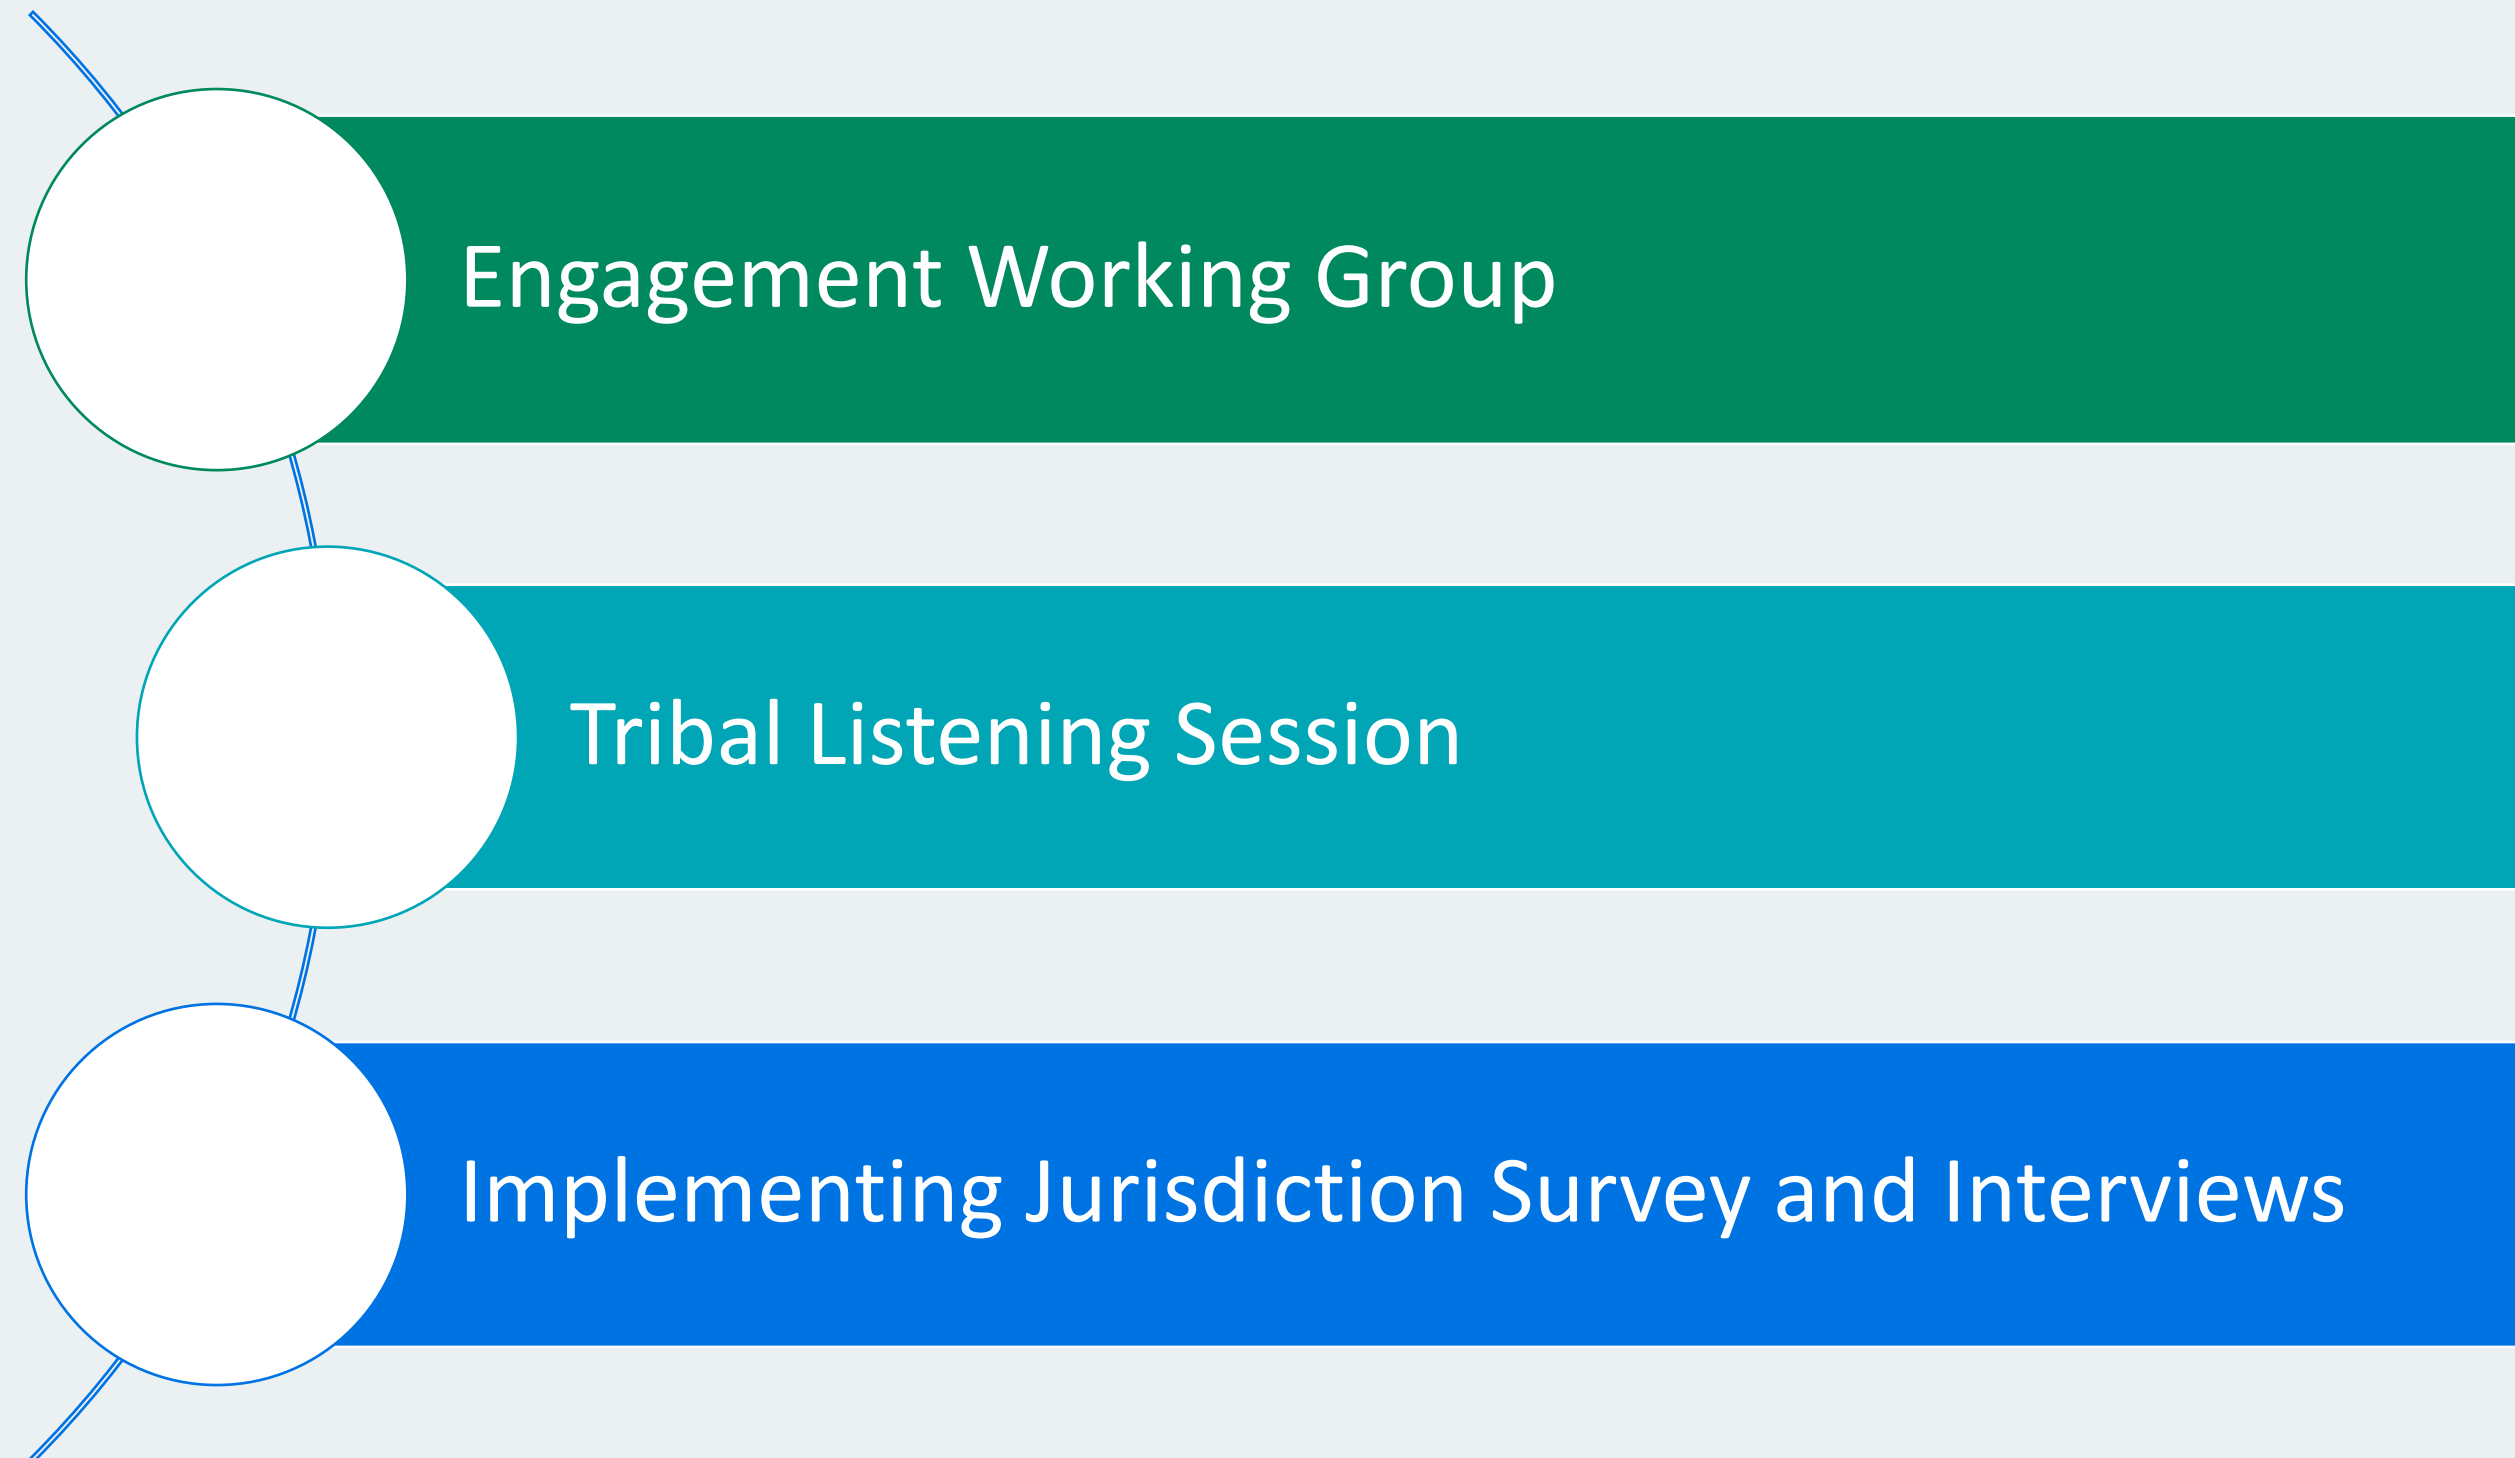 Engagement Working Group
Tribal Listening Session
Implementing Jurisdiction Survey and Interviews